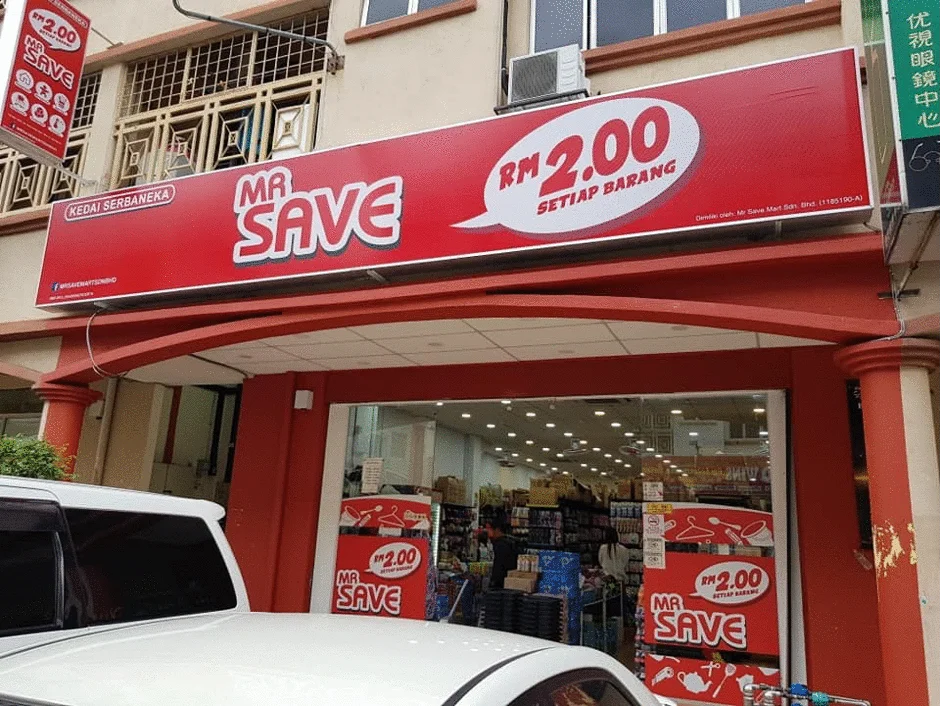 KEDAI SERBANEKA
RM 2.00
MR
SAVE
KEDAI SERBANEKA
MR
SAVE
RM 2.00
SETIAP BARANG
Dimiliki oleh: Mr Save Mart Sdn. Bhd. (1185190-A)
MRSAVEMARTSDNBHD
优視眼鏡中心
RM 2.00
SETIAP BARANG
MR
SAVE
RM 2.00
SETIAP BARANG
MR
SAVE